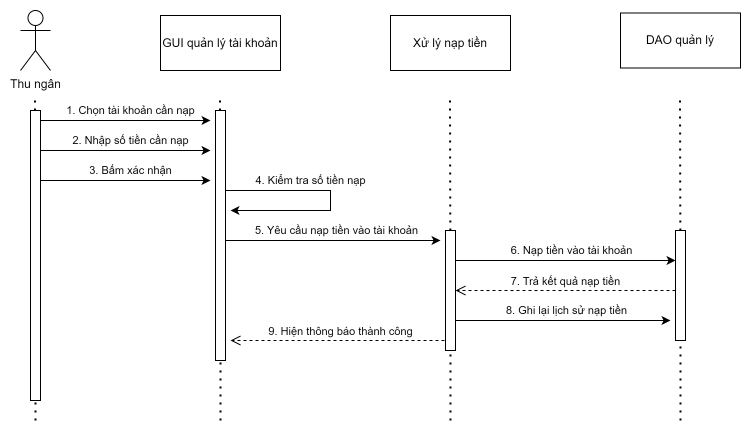 GUI quản lý tài khoản
Xử lý nạp tiền
DAO quản lý
Thu ngân
1. Chọn tài khoản cần nạp
2. Nhập số tiền cần nạp
3. Bấm xác nhận
4. Kiểm tra số tiền nạp
5. Yêu cầu nạp tiền vào tài khoản
6. Nạp tiền vào tài khoản
7. Trả kết quả nạp tiền
8. Ghi lại lịch sử nạp tiền
9. Hiện thông báo thành công